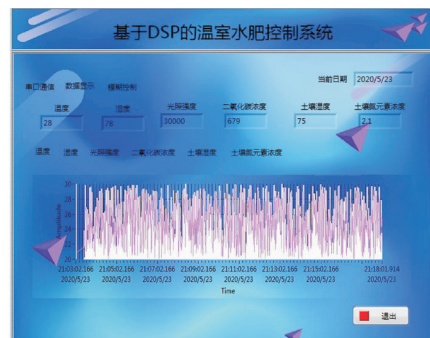 基于DSP的温室水肥控制系统
当前日期 2020/5/23
串口通信 数据显示 模糊控制
温度 湿度 光照强度 二氧化碳浓度 土壤湿度 土壤氮元素浓度
28 78 30000 679 75 2.1
温度 湿度 光照强度 二氧化碳浓度 土壤湿度 土壤氮元素浓度
30
28
26
24
22
20
Amplitude
21:03:02.166 21:05:02.166 21:07:02.166 21:09:02.166 21:11:02.166 21:13:02.166 21:15:02.166 21:18:01.914
2020/5/23 2020/5/23 2020/5/23 2020/5/23 2020/5/23 2020/5/23 2020/5/23 2020/5/23
Time
退出